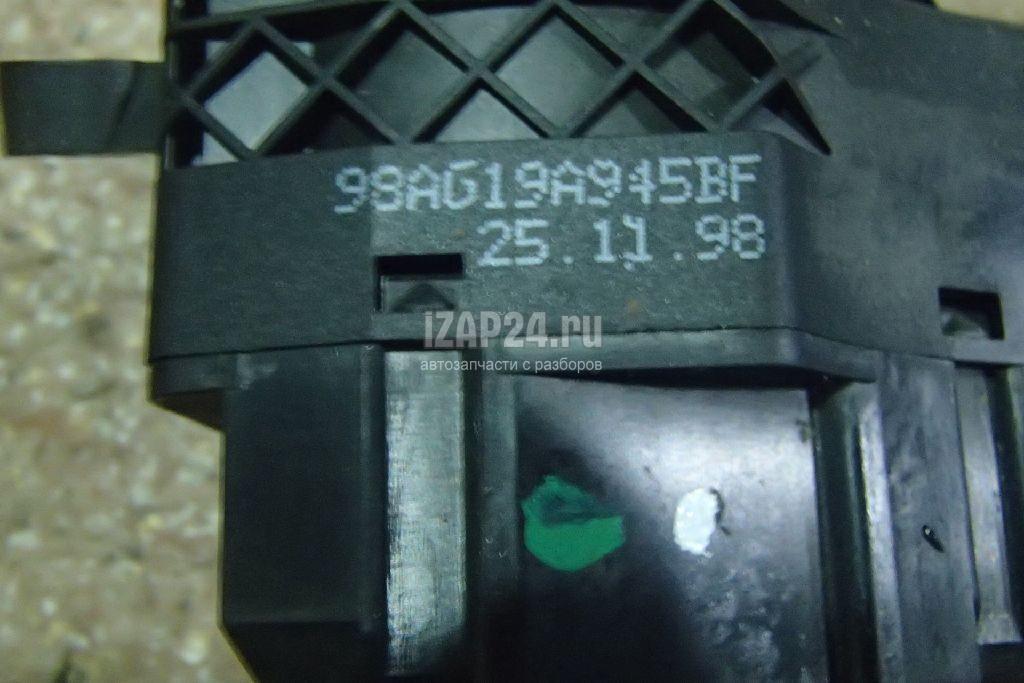 98AG19A945BF
25.11.98
iZAP24.ru
автозапчасти с разборов